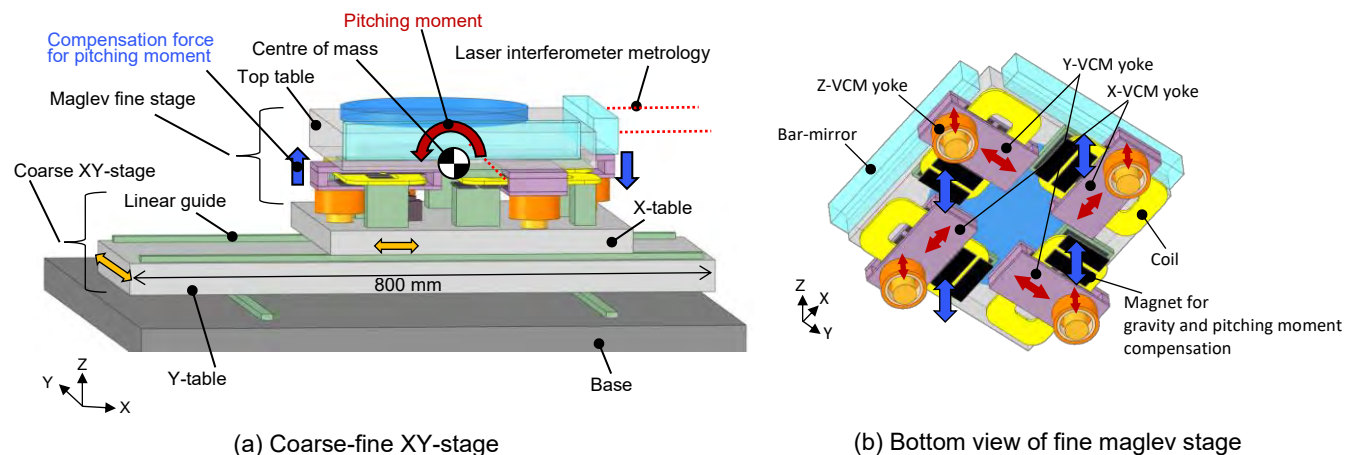 Pitching moment
Compensation force
for pitching moment
Centre of mass
Laser interferometer metrology
Top table
Maglev fine stage
Coarse XY-stage
Linear guide
X-table
800 mm
Y-table
Base
Z
Y
X
(a) Coarse-fine XY-stage
Y-VCM yoke
Z-VCM yoke
X-VCM yoke
Bar-mirror
Coil
Magnet for
gravity and pitching moment
compensation
Z
X
Y
(b) Bottom view of fine maglev stage